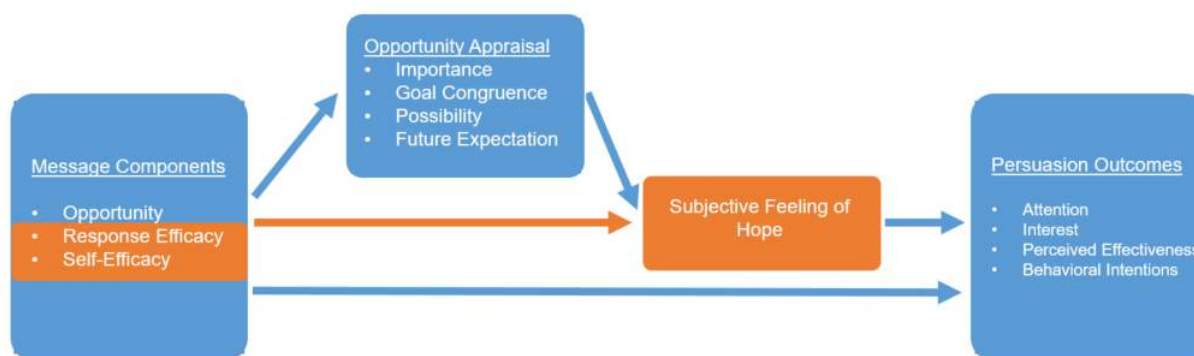 Opportunity Appraisal
• Importance
• Goal Congruence
• Possibility
• Future Expectation
Message Components
• Opportunity
• Response Efficacy
• Self-Efficacy
Subjective Feeling of
Hope
Persuasion Outcomes
• Attention
• Interest
• Perceived Effectiveness
• Behavioral Intentions